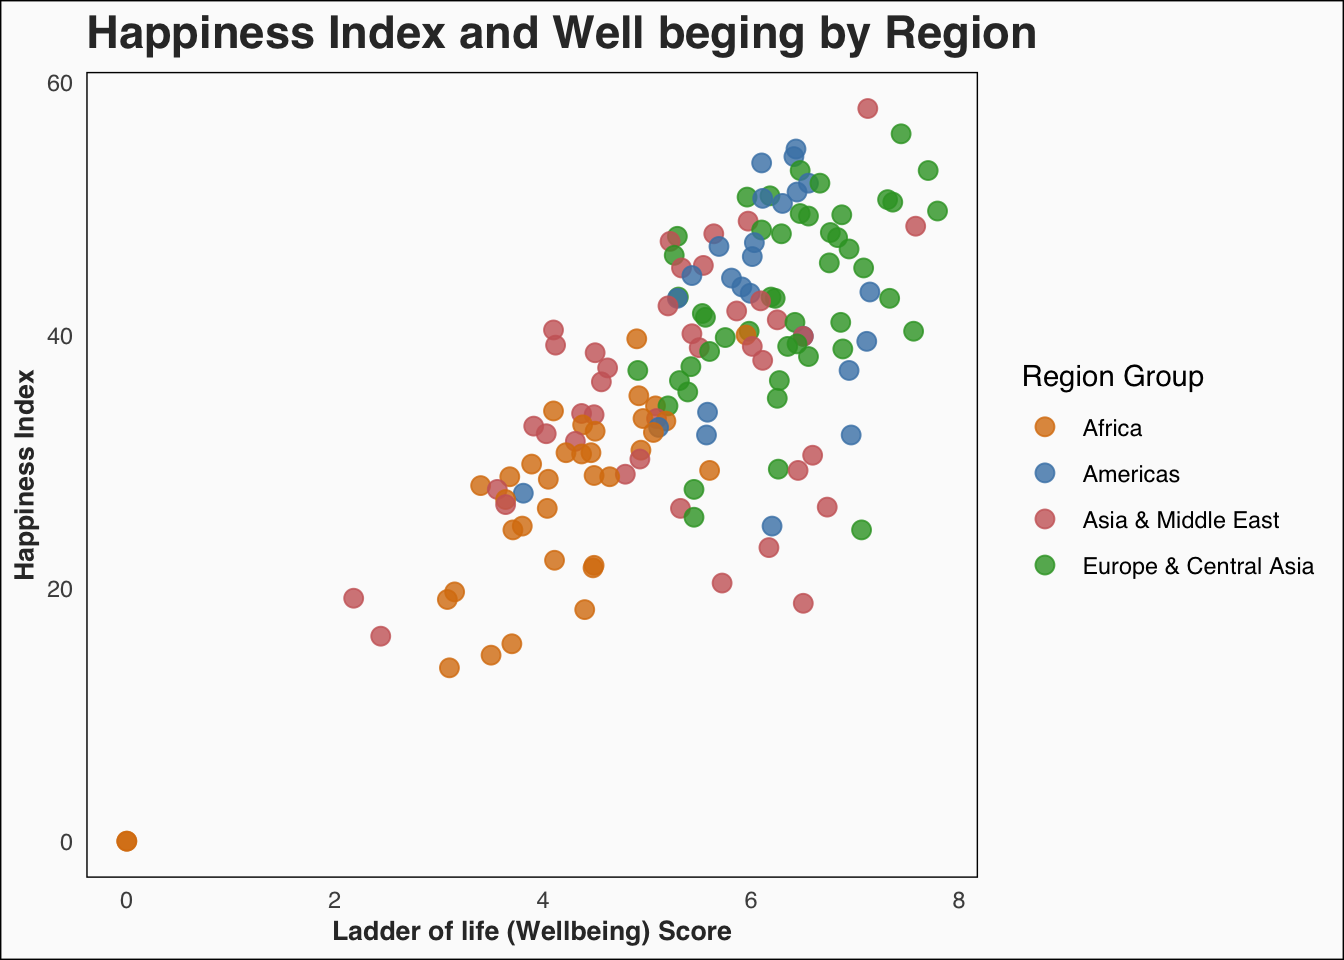 Happiness Index and Well beging by Region
60
40
20
0
Happiness Index
0 2 4 6 8
Ladder of life (Wellbeing) Score
Region Group
Africa
Americas
Asia & Middle East
Europe & Central Asia